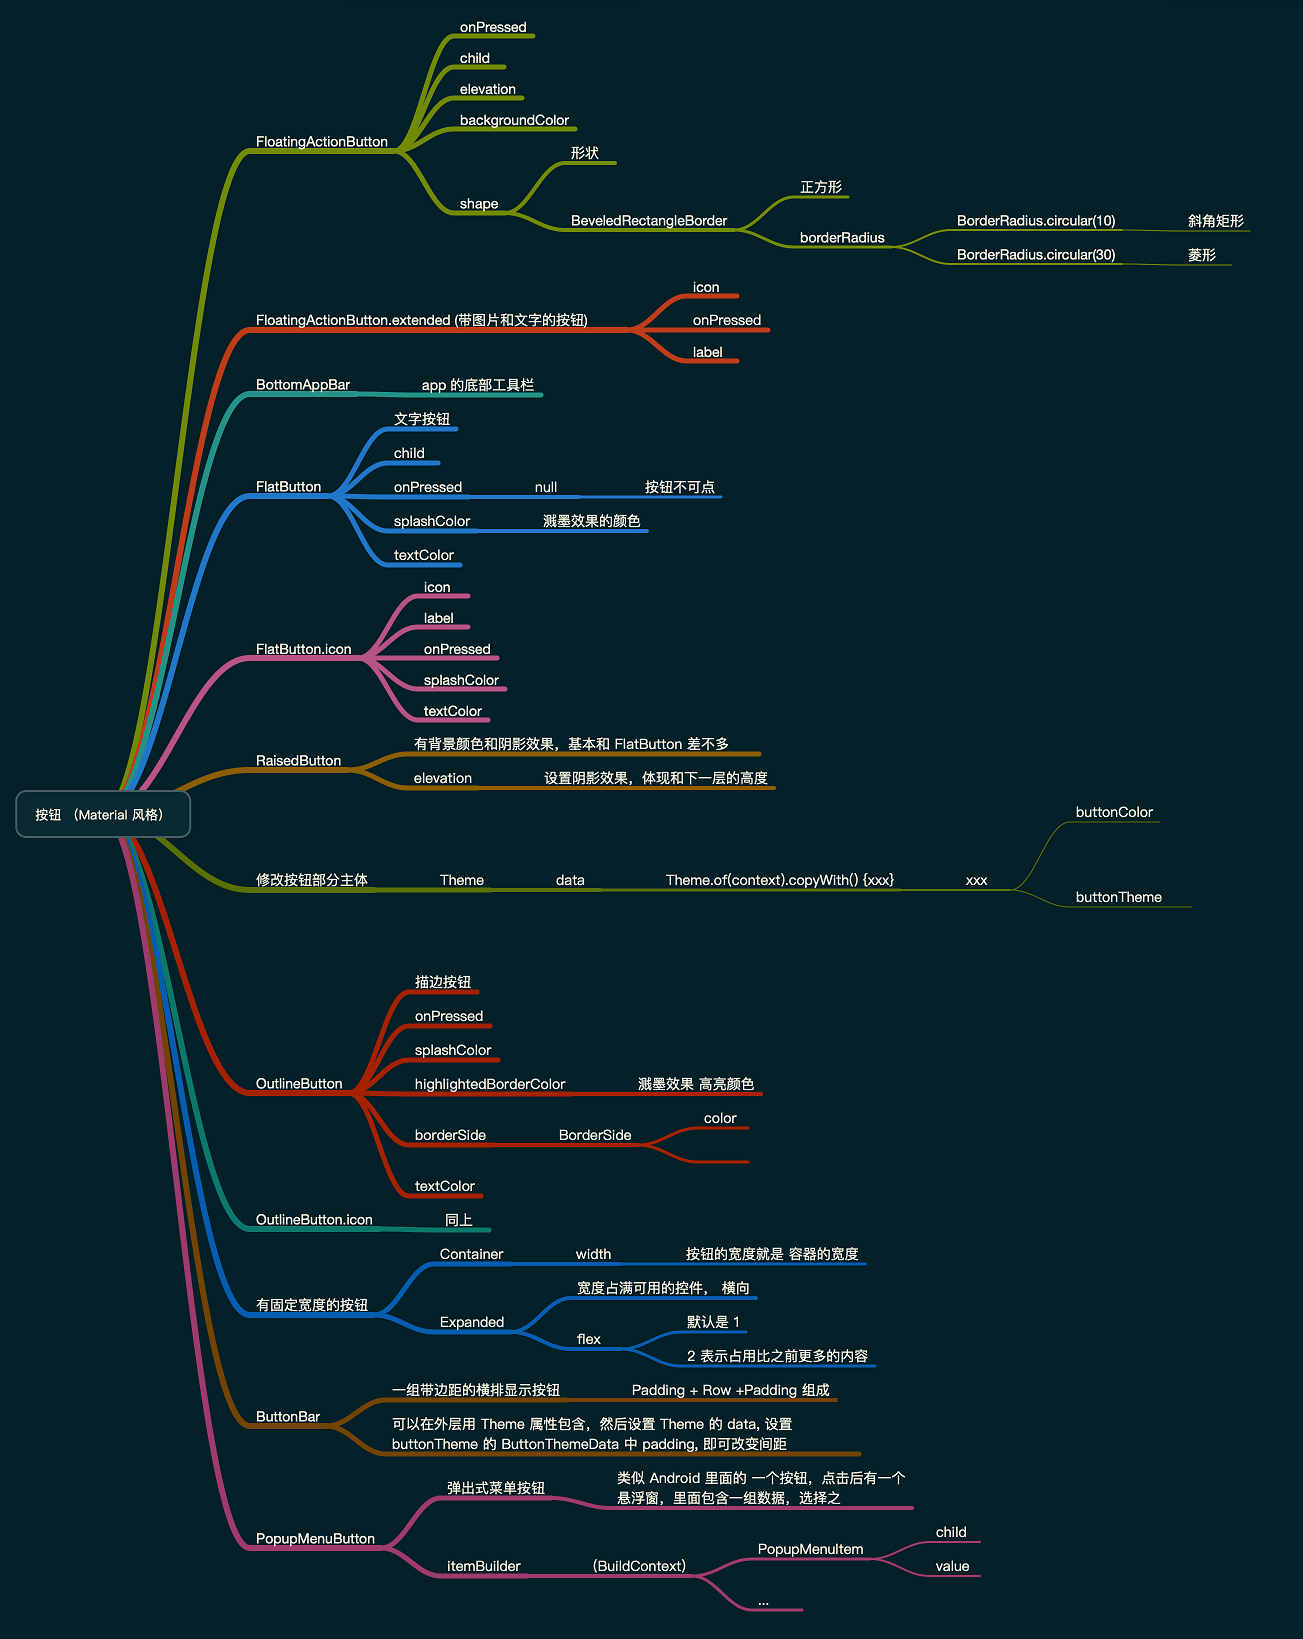 onPressed
child
elevation
backgroundColor
FloatingActionButton
形状
shape
正方形
BeveledRectangleBorder
borderRadius
BorderRadius.circular(10)
斜角矩形
BorderRadius.circular(30)
菱形
icon
FloatingActionButton.extended (带图片和文字的按钮)
onPressed
label
BottomAppBar
app 的底部工具栏
文字按钮
child
FlatButton
onPressed
null
按钮不可点
splashColor
溅墨效果的颜色
textColor
icon
label
FlatButton.icon
onPressed
splashColor
textColor
有背景颜色和阴影效果，基本和 FlatButton 差不多
RaisedButton
elevation
设置阴影效果，体现和下一层的高度
按钮 （Material 风格）
buttonColor
修改按钮部分主体
Theme
data
Theme.of(context).copyWith() {xxx}
xxx
buttonTheme
描边按钮
onPressed
splashColor
OutlineButton
highlightedBorderColor
溅墨效果 高亮颜色
color
borderSide
BorderSide
textColor
OutlineButton.icon
同上
Container
width
按钮的宽度就是 容器的宽度
有固定宽度的按钮
宽度占满可用的控件， 横向
Expanded
默认是 1
flex
2 表示占用比之前更多的内容
一组带边距的横排显示按钮
Padding + Row +Padding 组成
ButtonBar
可以在外层用 Theme 属性包含，然后设置 Theme 的 data, 设置
buttonTheme 的 ButtonThemeData 中 padding, 即可改变间距
弹出式菜单按钮
类似 Android 里面的 一个按钮，点击后有一个
悬浮窗，里面包含一组数据，选择之
PopupMenuButton
itemBuilder
(BuildContext)
PopupMenuItem
child
value
...